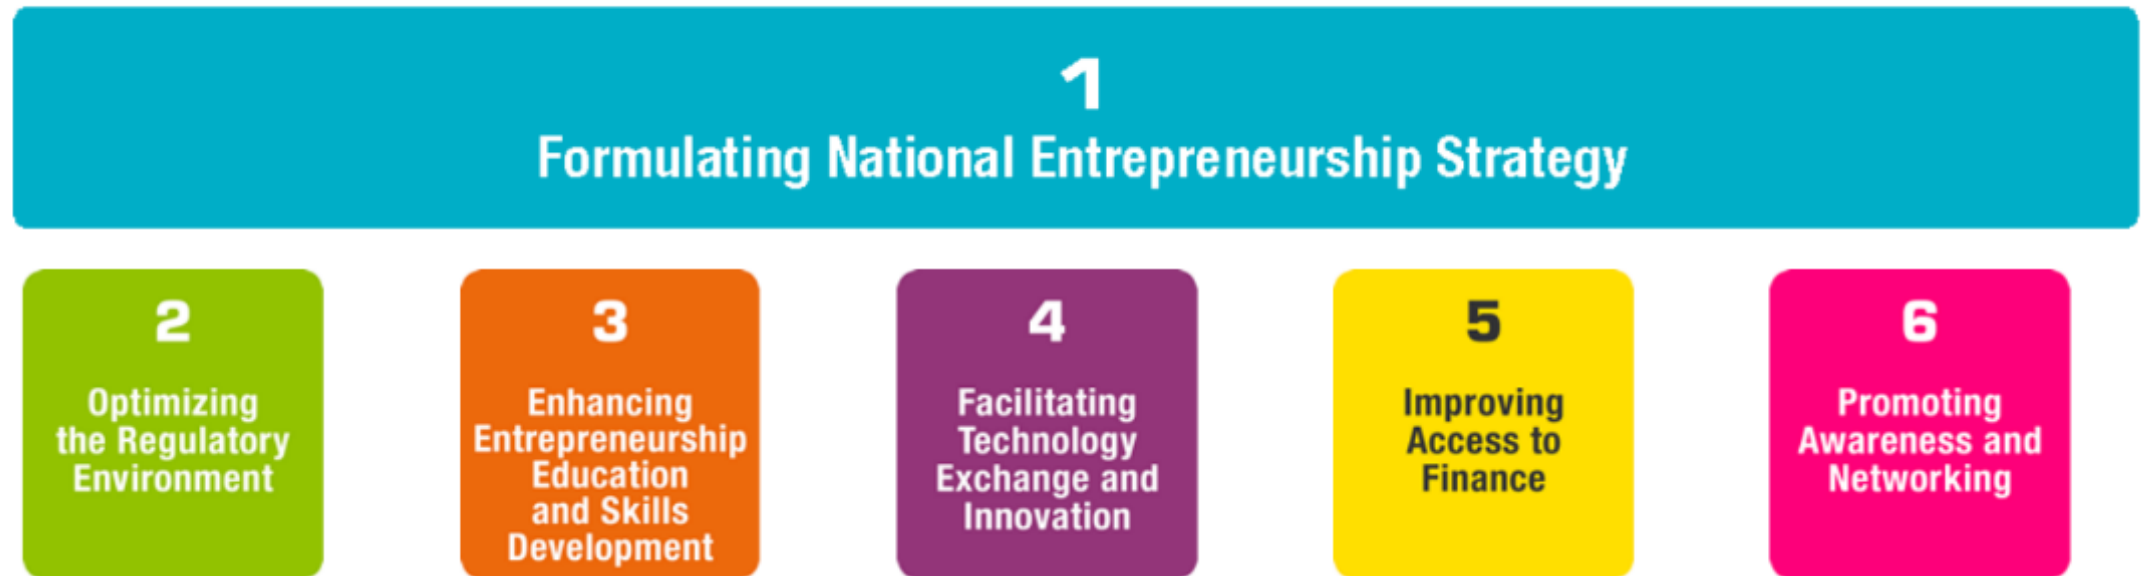 1
Formulating National Entrepreneurship Strategy
2
Optimizing
the Regulatory
Environment
3
Enhancing
Entrepreneurship
Education
and Skills
Development
4
Facilitating
Technology
Exchange and
Innovation
5
Improving
Access to
Finance
6
Promoting
Awareness and
Networking